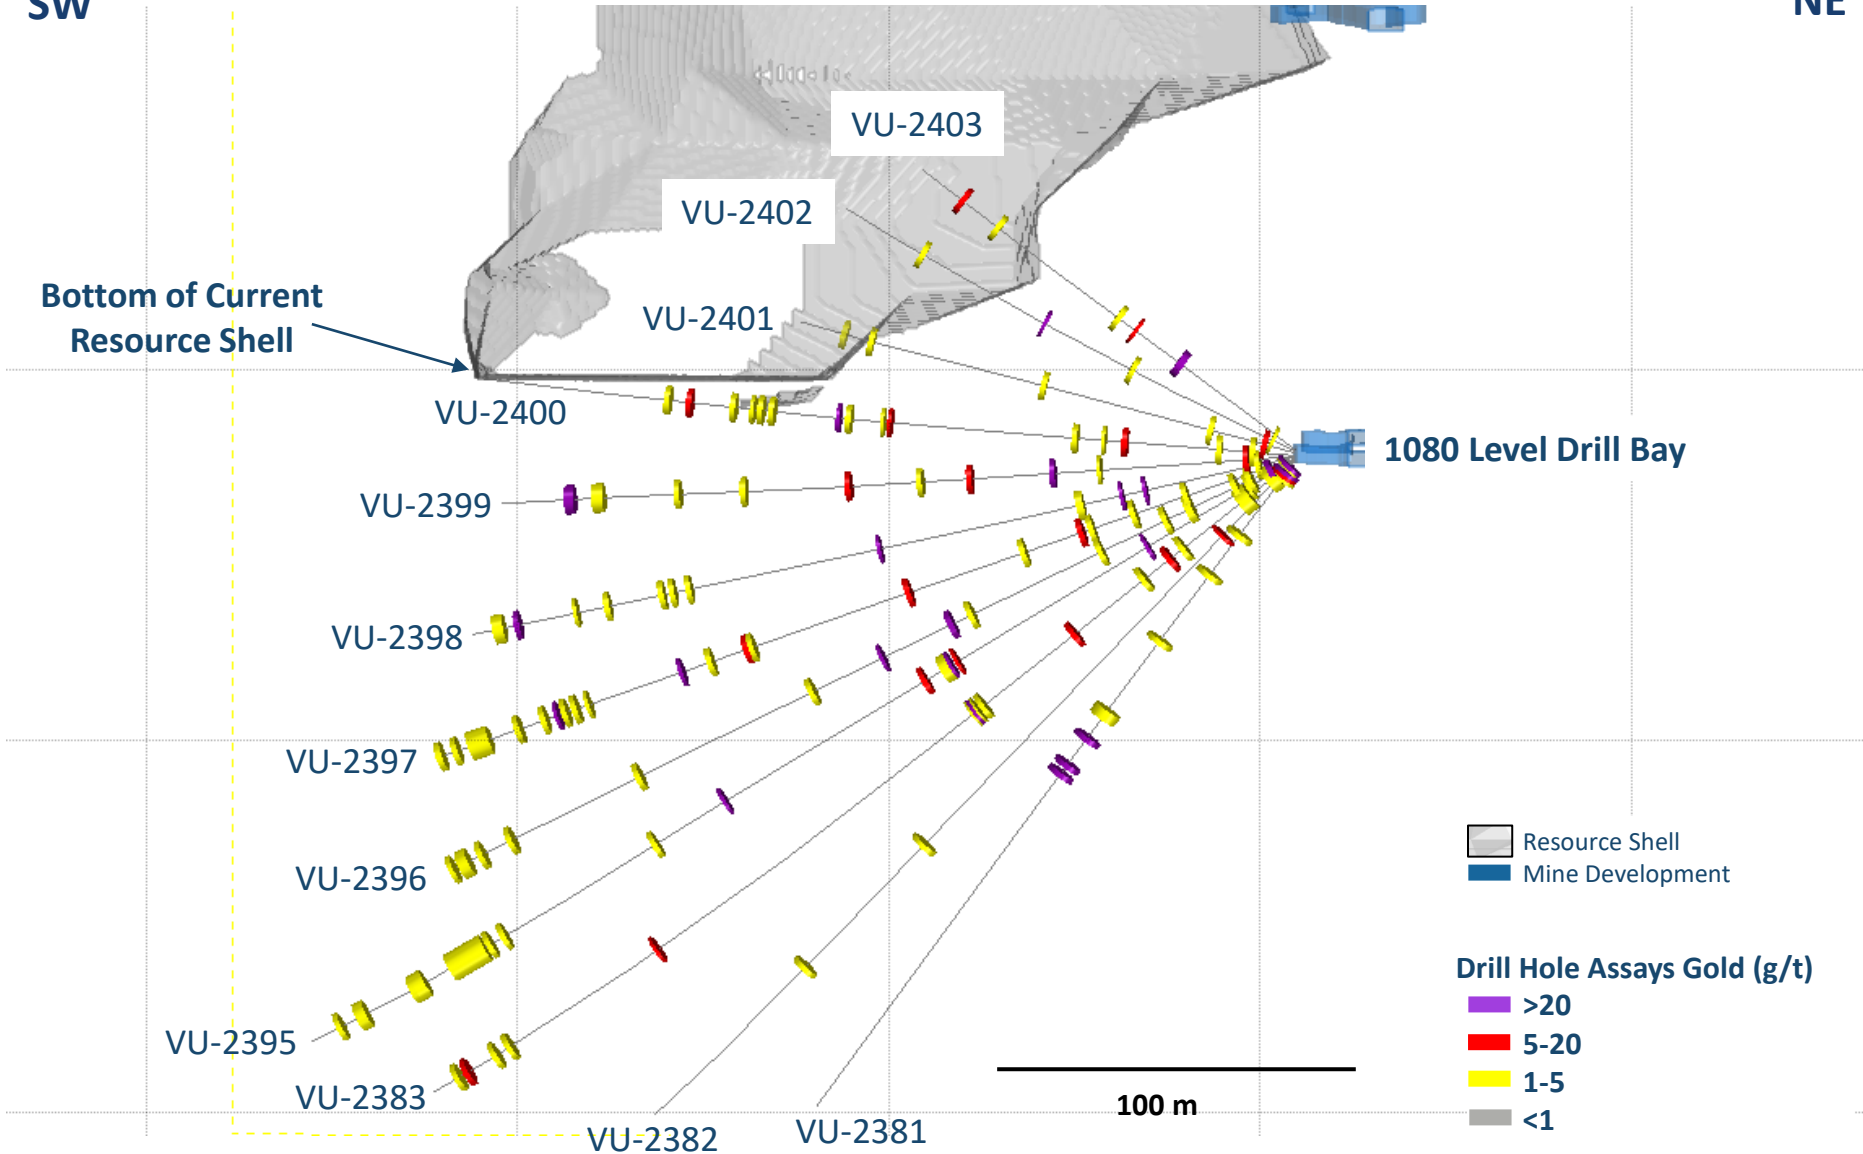 SW
NE
VU-2403
VU-2402
Bottom of Current
Resource Shell
VU-2401
VU-2400
1080 Level Drill Bay
VU-2399
VU-2398
VU-2397
VU-2396
VU-2395
VU-2383
VU-2382
VU-2381
Resource Shell
Mine Development
Drill Hole Assays Gold (g/t)
>20
5-20
1-5
<1
100 m